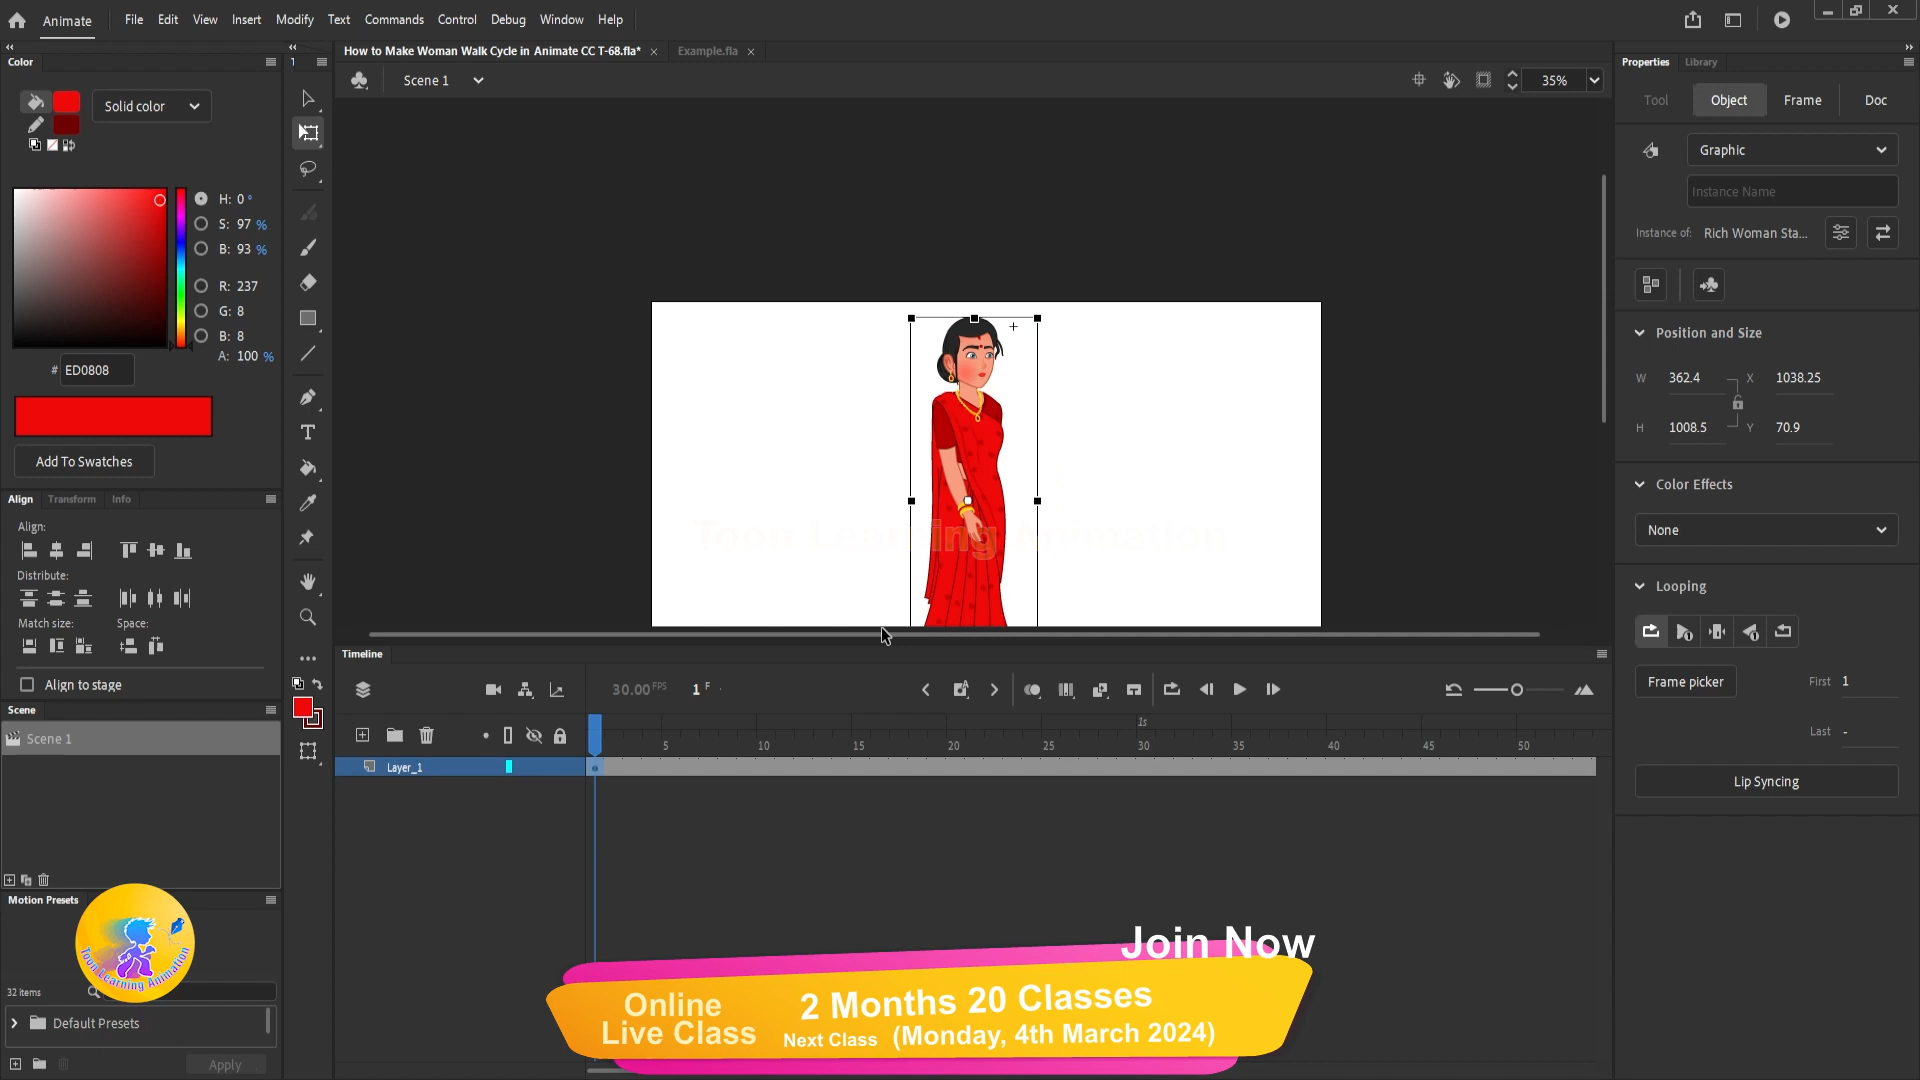 Animate File Edit View Insert Modify Text Commands Control Debug Window Help
Color
Solid color
H: 0 °
S: 97 %
B: 93 %
R: 237
G: 8
B: 8
A: 100 %
# ED0808
Add To Swatches
Align Transform Info
Align:
Distribute:
Match size: Space:
Align to stage
Scene
Scene 1
Motion Presets
Toon Learning Animation
32 items
Default Presets
Apply
How to Make Woman Walk Cycle in Animate CC T-68.fla* Example.fla
Scene 1
35%
Toon Learning Animation
Timeline
30.00 FPS 1 F
1s
5 10 15 20 25 30 35 40 45 50
Layer_1
Join Now
Online
Live Class
2 Months 20 Classes
Next Class (Monday, 4th March 2024)
Properties Library
Tool Object Frame Doc
Graphic
Instance Name
Instance of: Rich Woman Sta...
Position and Size
W 362.4 X 1038.25
H 1008.5 Y 70.9
Color Effects
None
Looping
Frame picker First 1
Last -
Lip Syncing